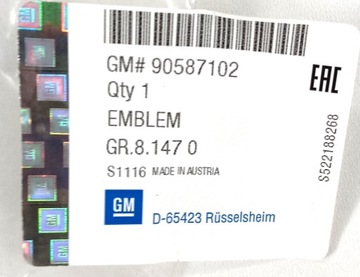 GM# 90587102
Qty 1
EMBLEM
GR.8.147 0
S1116 MADE IN AUSTRIA
GM
D-65423 Rüsselsheim
EAC
S522188268